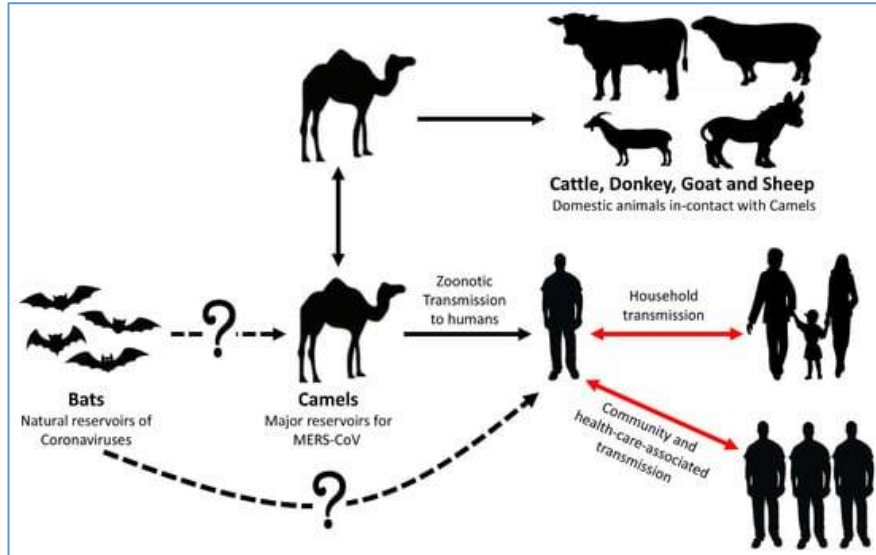 Cattle, Donkey, Goat and Sheep
Domestic animals in-contact with Camels
Zoonotic
Transmission
to humans
Household
transmission
?
Bats
Natural reservoirs of
Coronaviruses
Camels
Major reservoirs for
MERS-CoV
Community and
health-care-associated
transmission
?